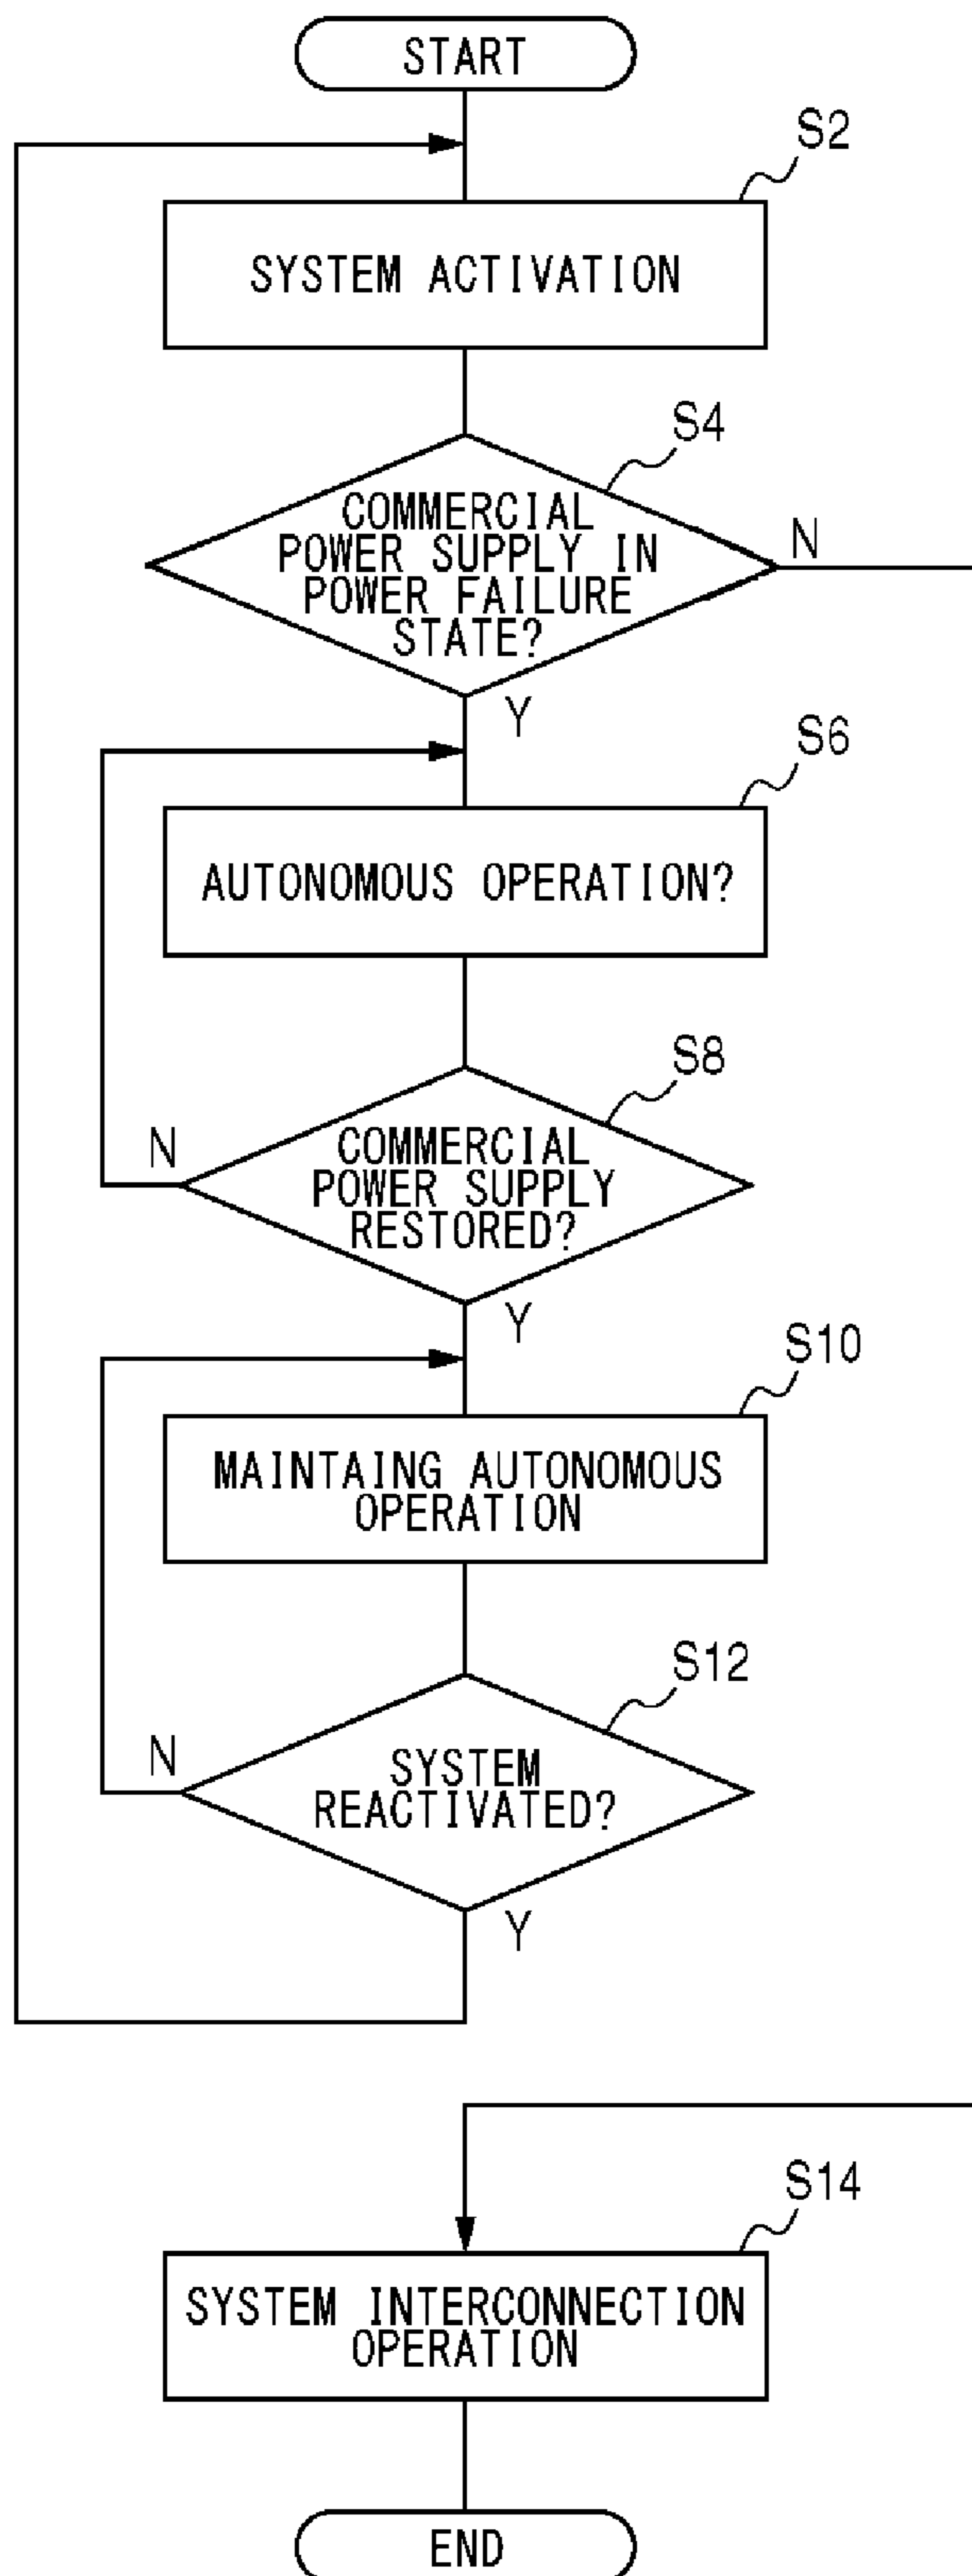 START
S2
SYSTEM ACTIVATION
S4
COMMERCIAL
POWER SUPPLY IN
POWER FAILURE
STATE?
N
Y
S6
AUTONOMOUS OPERATION?
S8
COMMERCIAL
POWER SUPPLY
RESTORED?
N
Y
S10
MAINTAING AUTONOMOUS
OPERATION
S12
SYSTEM
REACTIVATED?
N
Y
S14
SYSTEM INTERCONNECTION
OPERATION
END